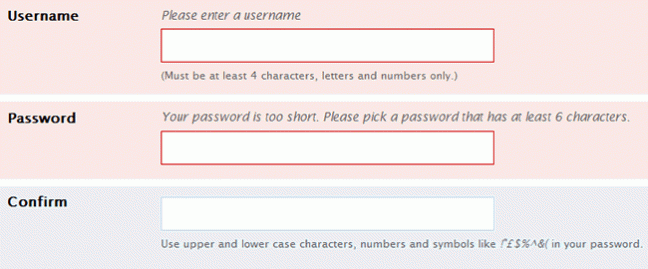 Username Please enter a username
(Must be at least 4 characters, letters and numbers only.)
Password Your password is too short. Please pick a password that has at least 6 characters.
Confirm
Use upper and lower case characters, numbers and symbols like !"£$%^&( in your password.